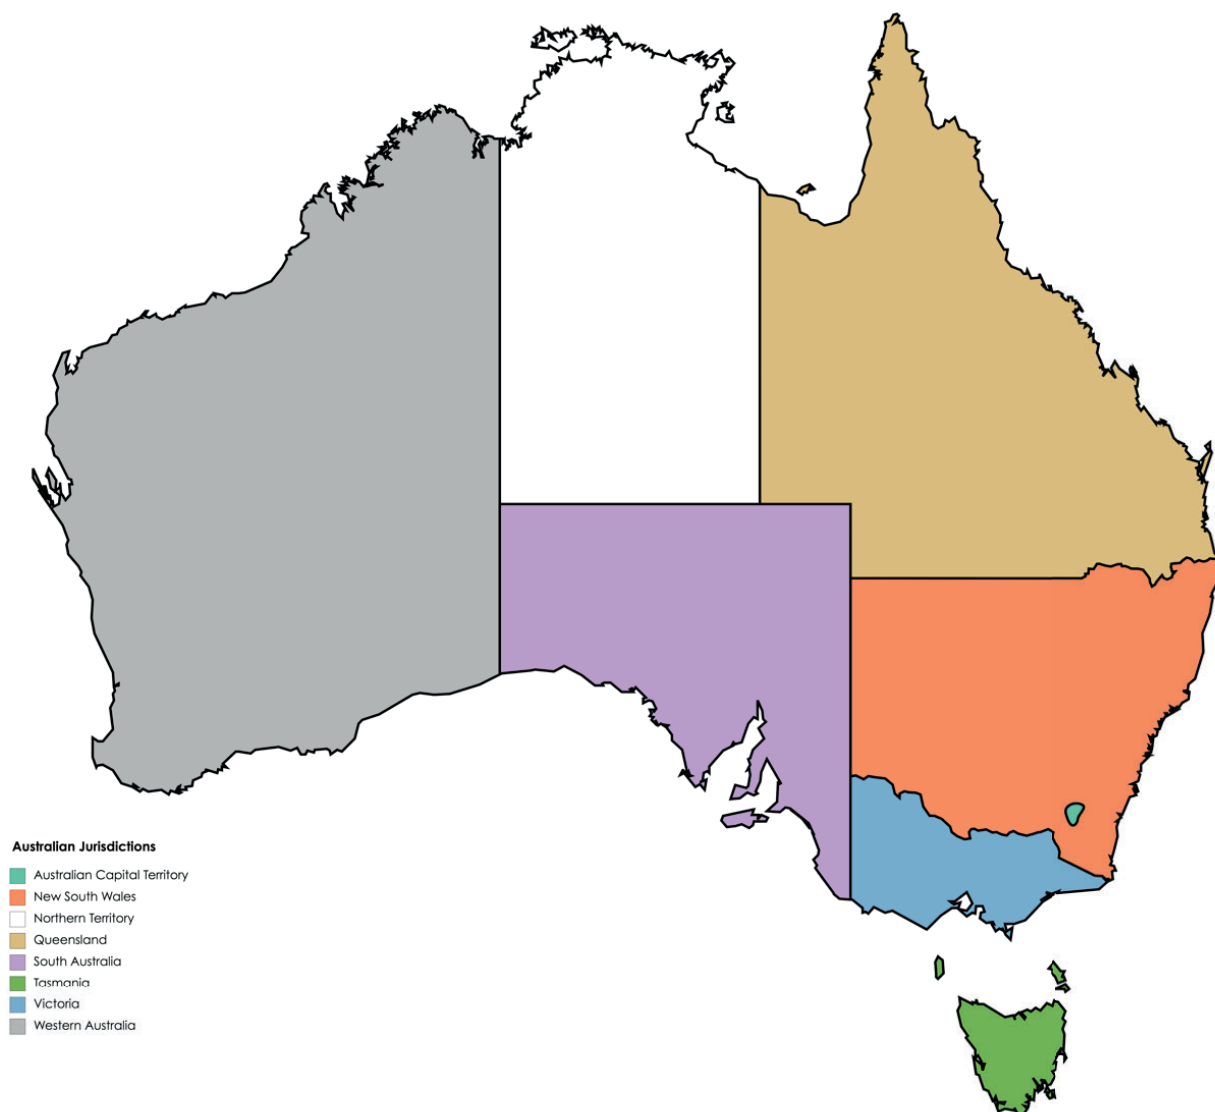 Australian Jurisdictions
Australian Capital Territory
New South Wales
Northern Territory
Queensland
South Australia
Tasmania
Victoria
Western Australia